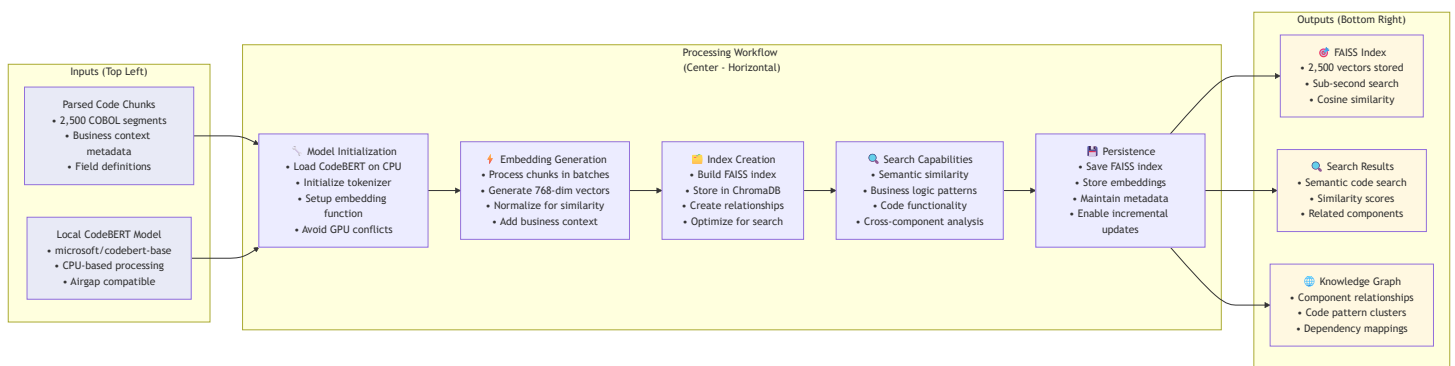 Inputs (Top Left)
Parsed Code Chunks
• 2,500 COBOL segments
• Business context
metadata
• Field definitions
Local CodeBERT Model
• microsoft/codebert-base
• CPU-based processing
• Airgap compatible
Processing Workflow
(Center - Horizontal)
🔧 Model Initialization
• Load CodeBERT on CPU
• Initialize tokenizer
• Setup embedding
function
• Avoid GPU conflicts
⚡ Embedding Generation
• Process chunks in batches
• Generate 768-dim vectors
• Normalize for similarity
• Add business context
🗂️ Index Creation
• Build FAISS index
• Store in ChromaDB
• Create relationships
• Optimize for search
🔍 Search Capabilities
• Semantic similarity
• Business logic patterns
• Code functionality
• Cross-component analysis
💾 Persistence
• Save FAISS index
• Store embeddings
• Maintain metadata
• Enable incremental
updates
Outputs (Bottom Right)
🎯 FAISS Index
• 2,500 vectors stored
• Sub-second search
• Cosine similarity
🔍 Search Results
• Semantic code search
• Similarity scores
• Related components
🌐 Knowledge Graph
• Component relationships
• Code pattern clusters
• Dependency mappings